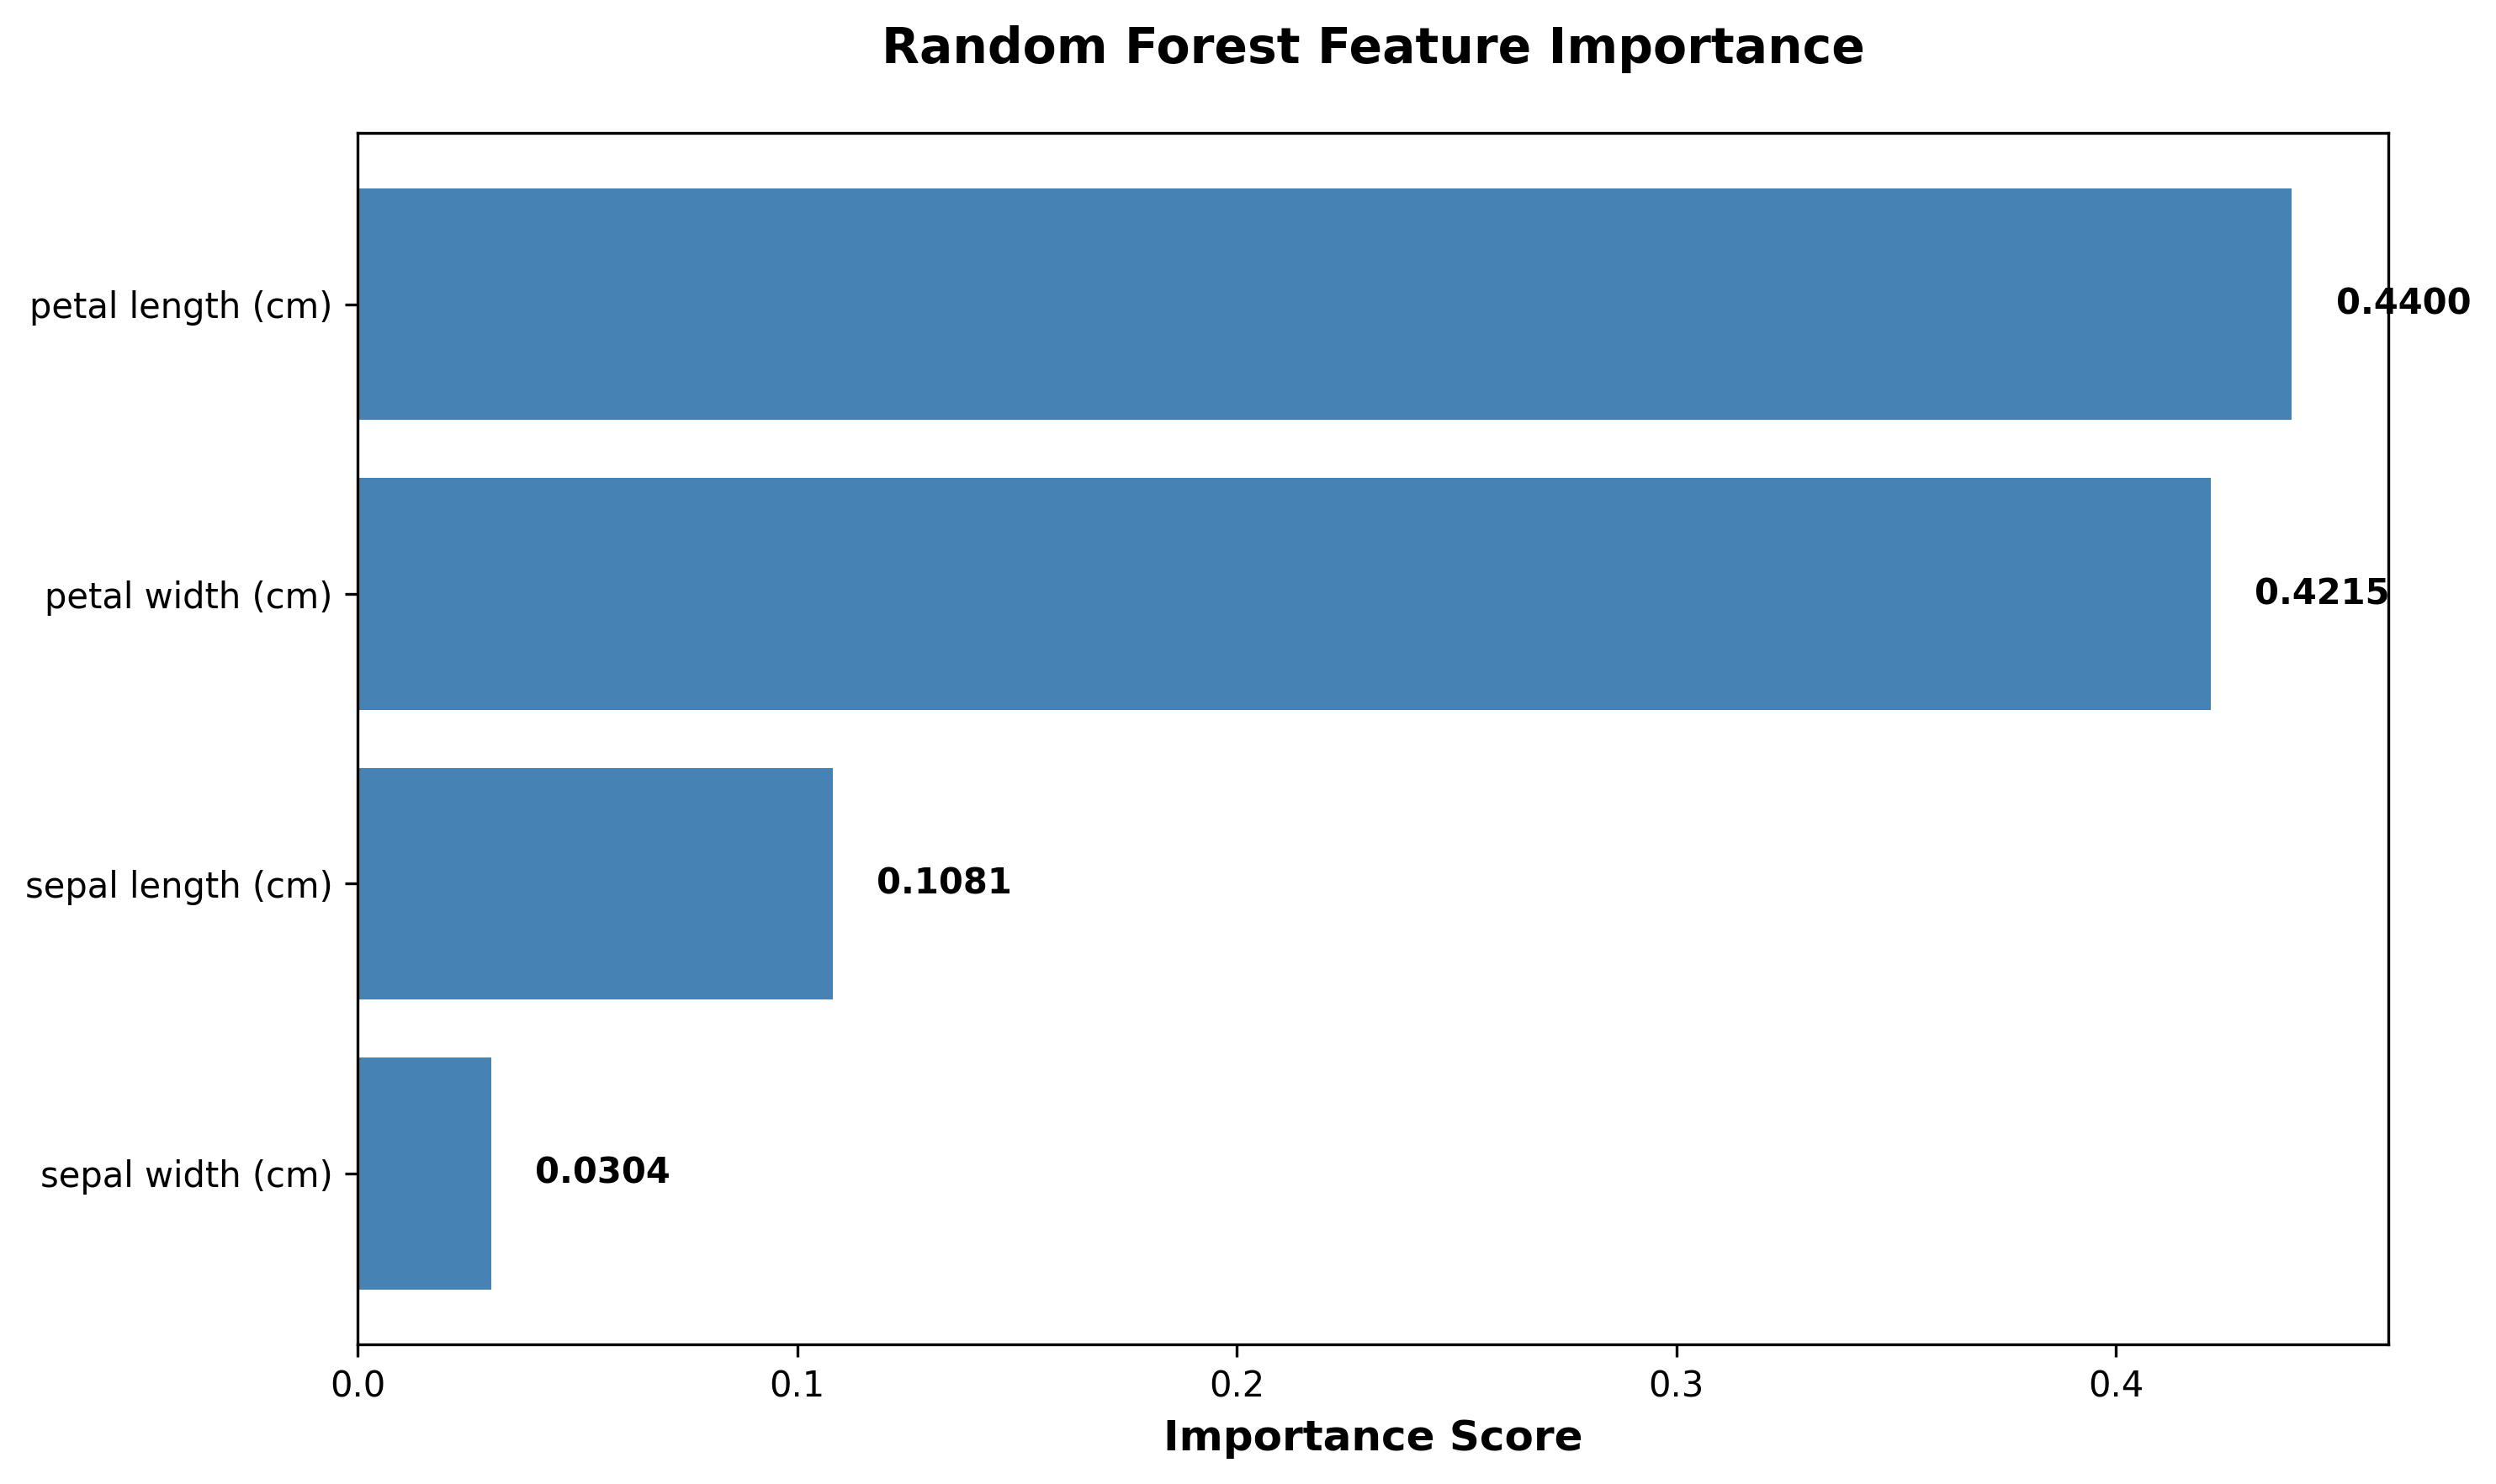 Random Forest Feature Importance
petal length (cm)
0.4400
petal width (cm)
0.4215
sepal length (cm)
0.1081
sepal width (cm)
0.0304
0.0 0.1 0.2 0.3 0.4
Importance Score